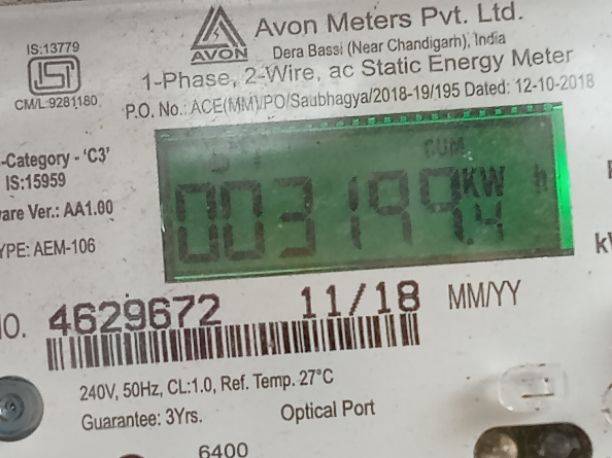 Avon Meters Pvt. Ltd.
AVON
Dera Bassi (Near Chandigarh), India
IS:13779
ISI
CM/L 9281180
1-Phase, 2-Wire, ac Static Energy Meter
P.O. No.: ACE(MM)/PO/Saubhagya/2018-19/195 Dated: 12-10-2018
-Category - 'C3'
IS:15959
are Ver.: AA1.00
YPE: AEM-106
CUM
003199.4
KW h
NO. 4629672 11/18 MM/YY
240V, 50Hz, CL:1.0, Ref. Temp. 27°C
Guarantee: 3Yrs. Optical Port
6400